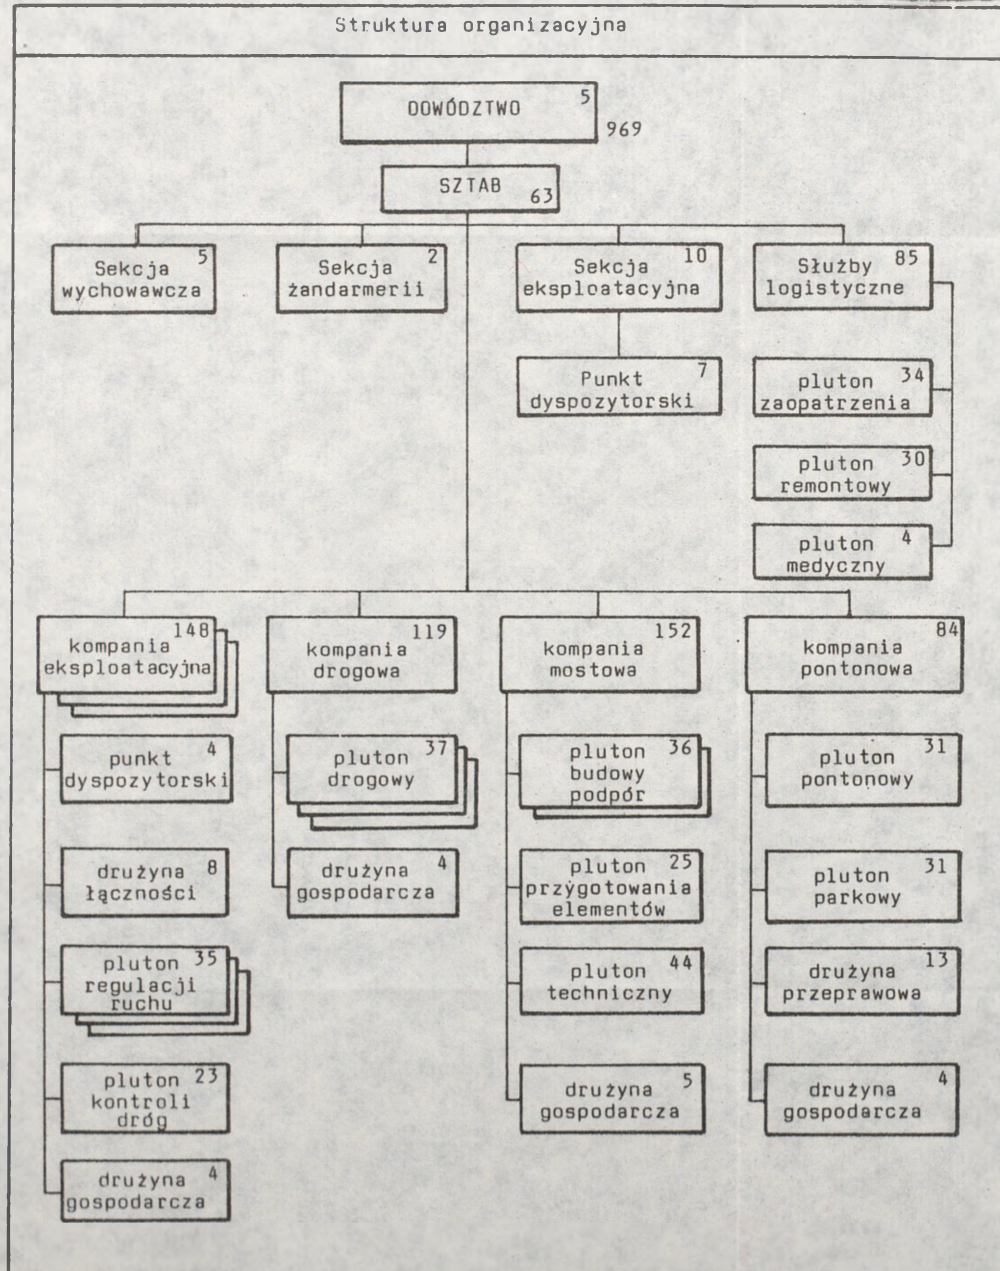 Struktura organizacyjna
DOWÓDZTWO 5
969
SZTAB
63
Sekcja 5
wychowawcza
Sekcja 2
żandarmerii
Sekcja 10
eksploatacyjna
Służby 85
logistyczne
Punkt 7
dyspozytorski
pluton 34
zaopatrzenia
pluton 30
remontowy
pluton 4
medyczny
148
kompania
eksploatacyjna
119
kompania
drogowa
152
kompania
mostowa
84
kompania
pontonowa
punkt 4
dyspozytorski
drużyna 8
łączności
pluton 35
regulacji
ruchu
pluton 23
kontroli
dróg
drużyna 4
gospodarcza
pluton 37
drogowy
drużyna 4
gospodarcza
pluton 36
budowy
podpór
pluton 25
przygotowania
elementów
pluton 44
techniczny
drużyna 5
gospodarcza
pluton 31
pontonowy
pluton 31
parkowy
drużyna 13
przeprawowa
drużyna 4
gospodarcza